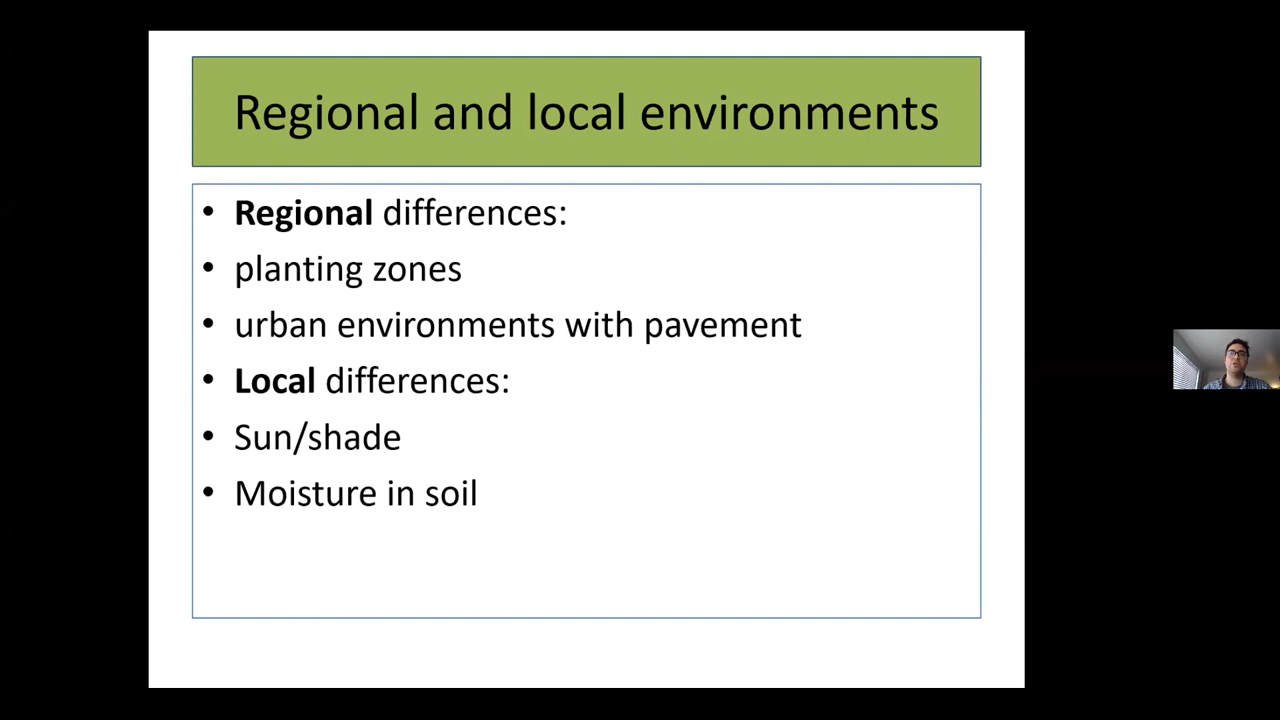 Regional and local environments
• Regional differences:
• planting zones
• urban environments with pavement
• Local differences:
• Sun/shade
• Moisture in soil